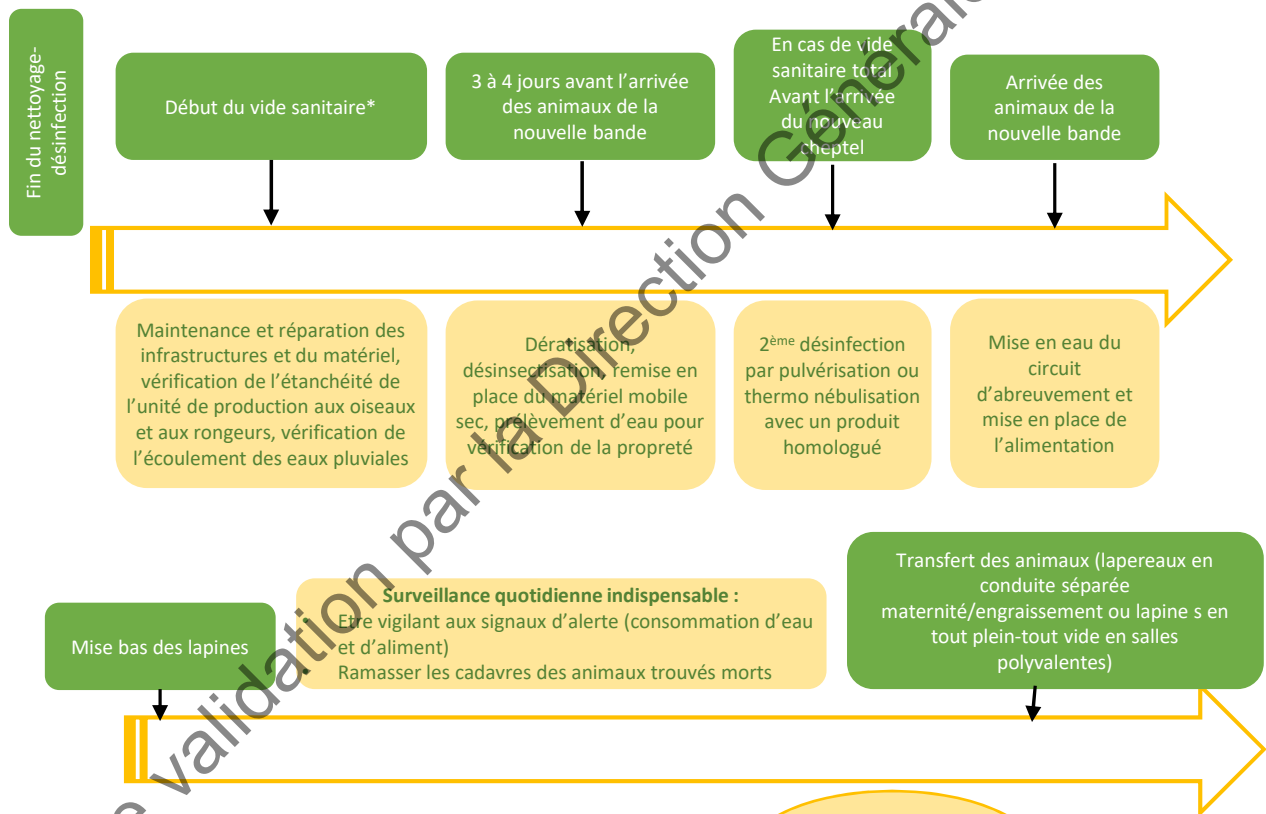 Fin du nettoyage-
désinfection
Début du vide sanitaire*
3 à 4 jours avant l'arrivée
des animaux de la
nouvelle bande
En cas de vide
sanitaire total
Avant l'arrivée
du nouveau
cheptel
Arrivée des
animaux de la
nouvelle bande
Maintenance et réparation des
infrastructures et du matériel,
vérification de l'étanchéité de
l'unité de production aux oiseaux
et aux rongeurs, vérification de
l'écoulement des eaux pluviales
Dératisation,
désinsectisation, remise en
place du matériel mobile
sec, prélèvement d'eau pour
vérification de la propreté
2ème désinfection
par pulvérisation ou
thermo nébulisation
avec un produit
homologué
Mise en eau du
circuit
d'abreuvement et
mise en place de
l'alimentation
Mise bas des lapines
Surveillance quotidienne indispensable :
• Etre vigilant aux signaux d'alerte (consommation d'eau
et d'aliment)
• Ramasser les cadavres des animaux trouvés morts
Transfert des animaux (lapereaux en
conduite séparée
maternité/engraissement ou lapine s en
tout plein-tout vide en salles
polyvalentes)
validation par la Direction Générale